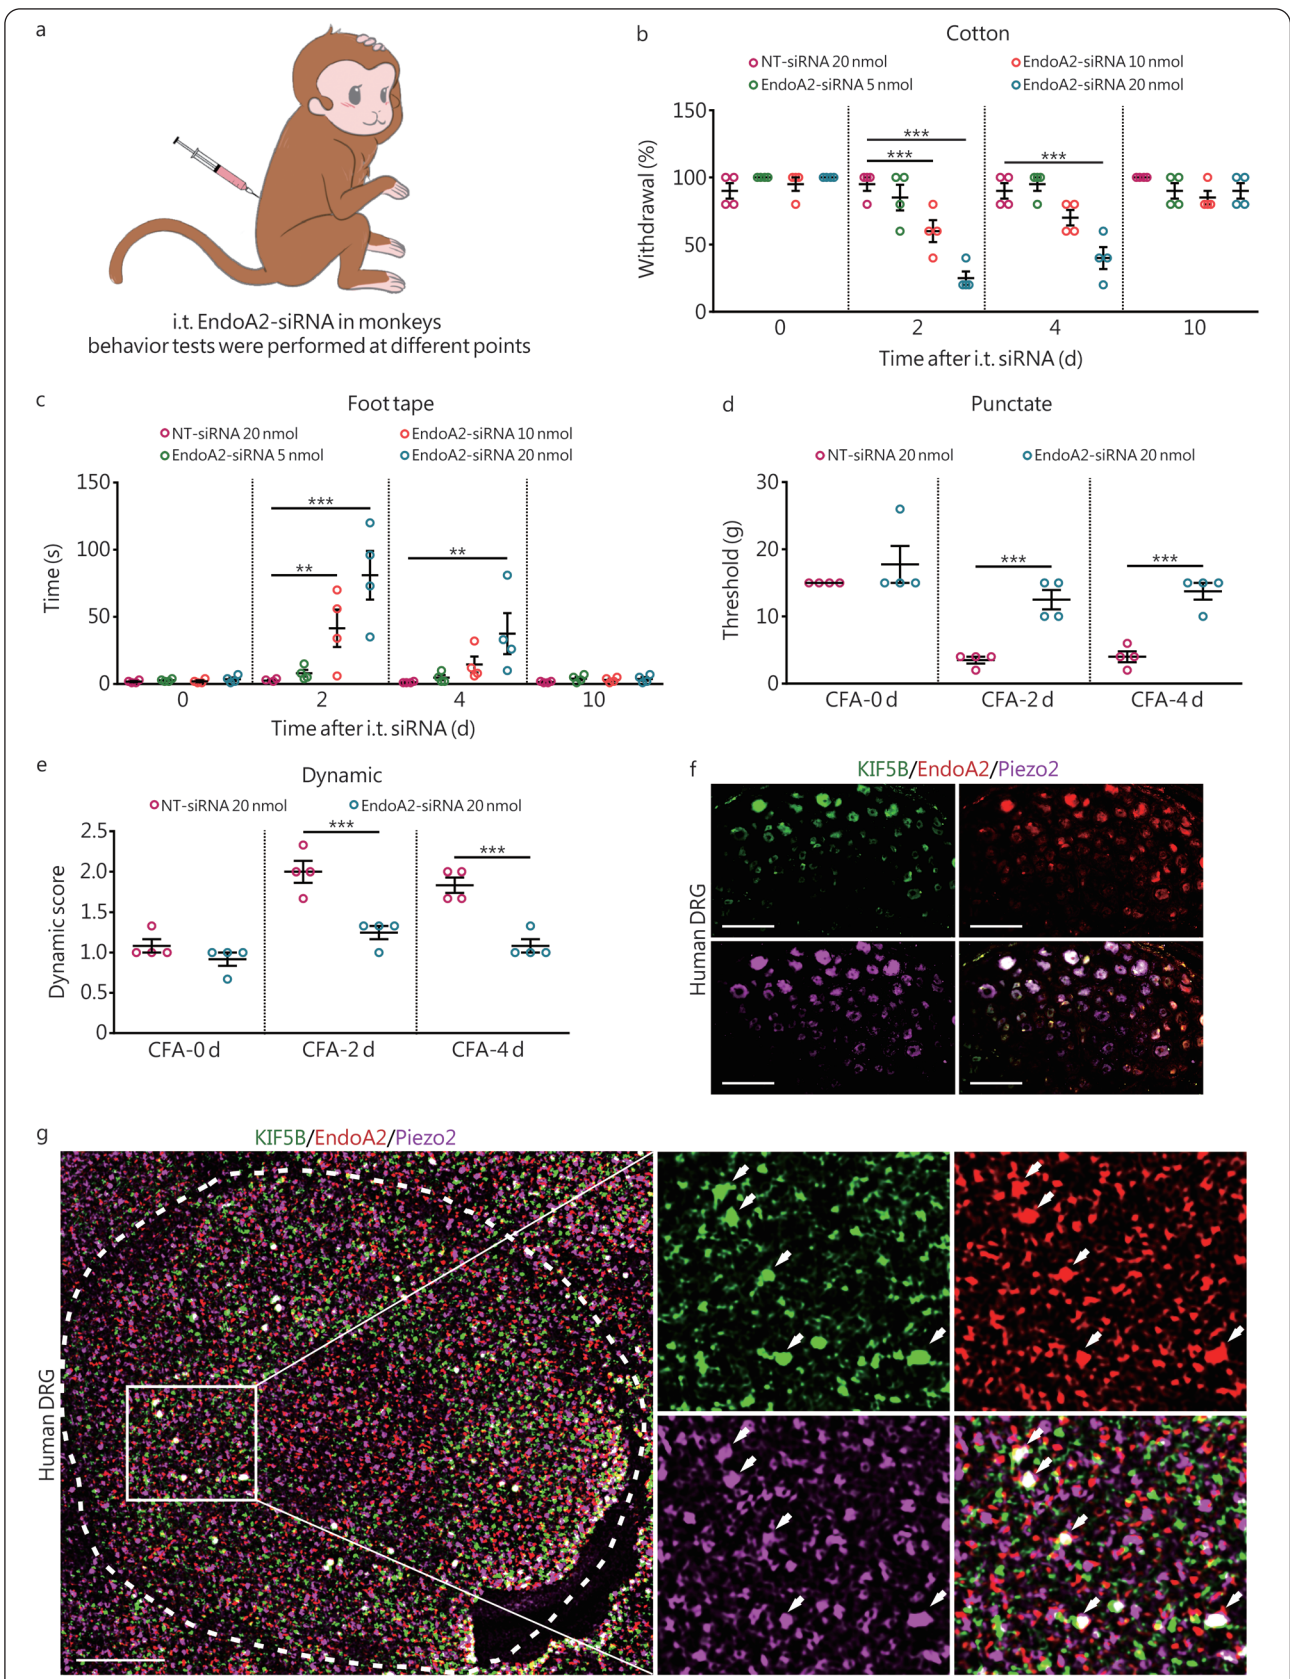 a
i.t. EndoA2-siRNA in monkeys
behavior tests were performed at different points
b
Cotton
NT-siRNA 20 nmol
EndoA2-siRNA 10 nmol
EndoA2-siRNA 5 nmol
EndoA2-siRNA 20 nmol
Withdrawal (%)
150
100
50
0
***
***
***
0 2 4 10
Time after i.t. siRNA (d)
c
Foot tape
NT-siRNA 20 nmol
EndoA2-siRNA 10 nmol
EndoA2-siRNA 5 nmol
EndoA2-siRNA 20 nmol
Time (s)
150
100
50
0
***
**
**
0 2 4 10
Time after i.t. siRNA (d)
d
Punctate
NT-siRNA 20 nmol
EndoA2-siRNA 20 nmol
Threshold (g)
30
20
10
0
***
***
CFA-0 d CFA-2 d CFA-4 d
e
Dynamic
NT-siRNA 20 nmol
EndoA2-siRNA 20 nmol
Dynamic score
2.5
2.0
1.5
1.0
0.5
0
***
***
CFA-0 d CFA-2 d CFA-4 d
f
KIF5B/EndoA2/Piezo2
Human DRG
g
KIF5B/EndoA2/Piezo2
Human DRG